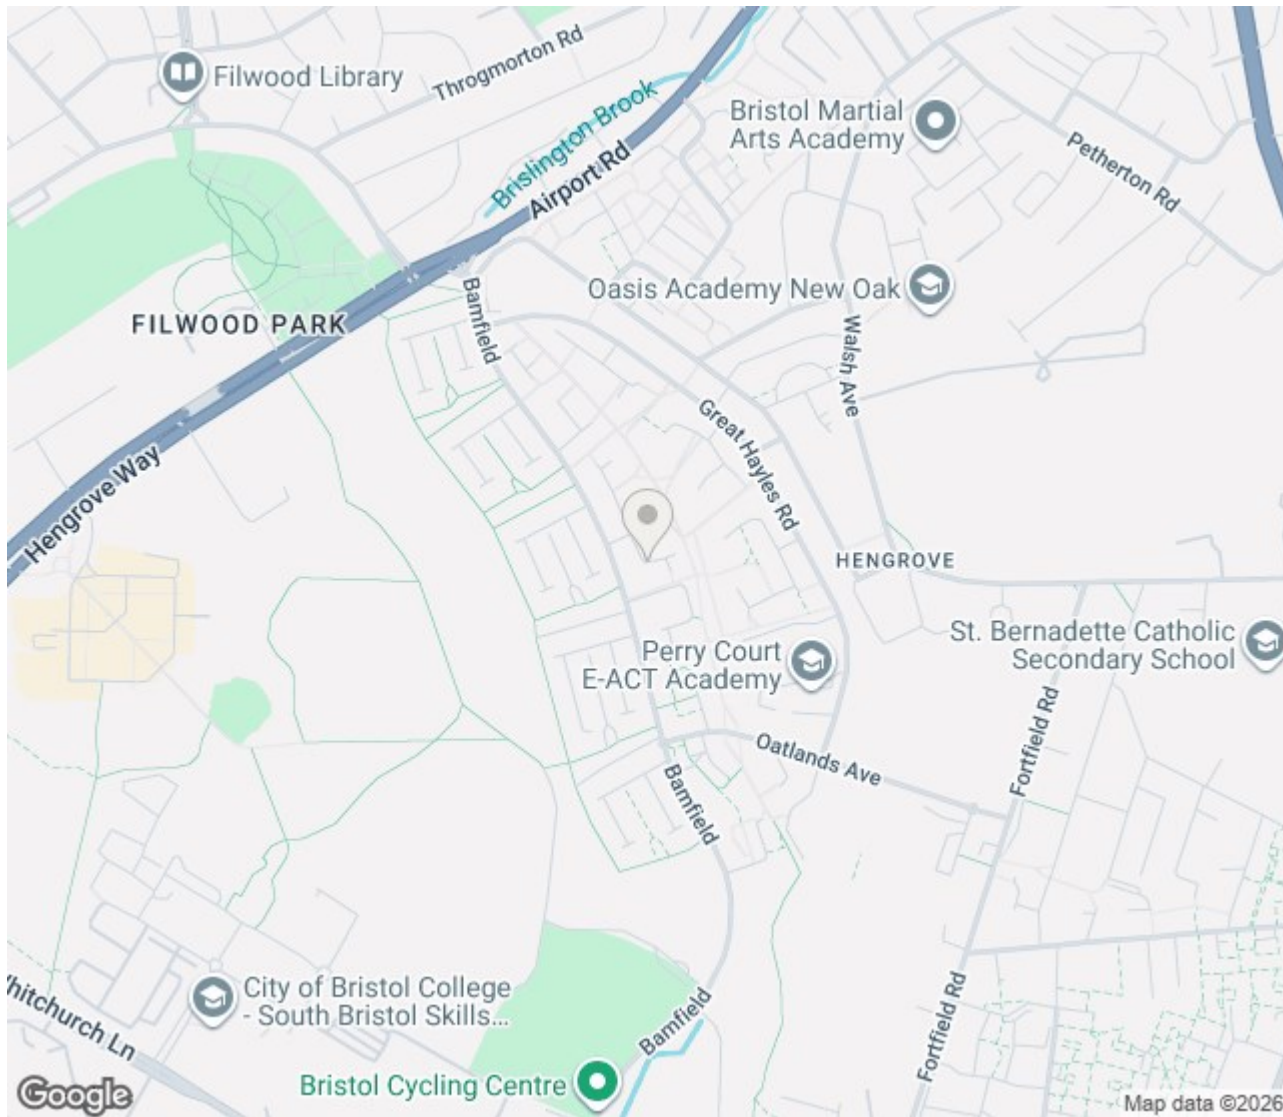 Filwood Library
Throgmorton Rd
Brislington Brook
Airport Rd
Bristol Martial
Arts Academy
Petherton Rd
Oasis Academy New Oak
Bamfield
FILWOOD PARK
Walsh Ave
Great Hayles Rd
Hengrove Way
HENGROVE
St. Bernadette Catholic
Secondary School
Perry Court
E-ACT Academy
Oatlands Ave
Fortfield Rd
Bamfield
City of Bristol College
- South Bristol Skills...
Whitchurch Ln
Bamfield
Fortfield Rd
Bristol Cycling Centre
Google
Map data ©2026